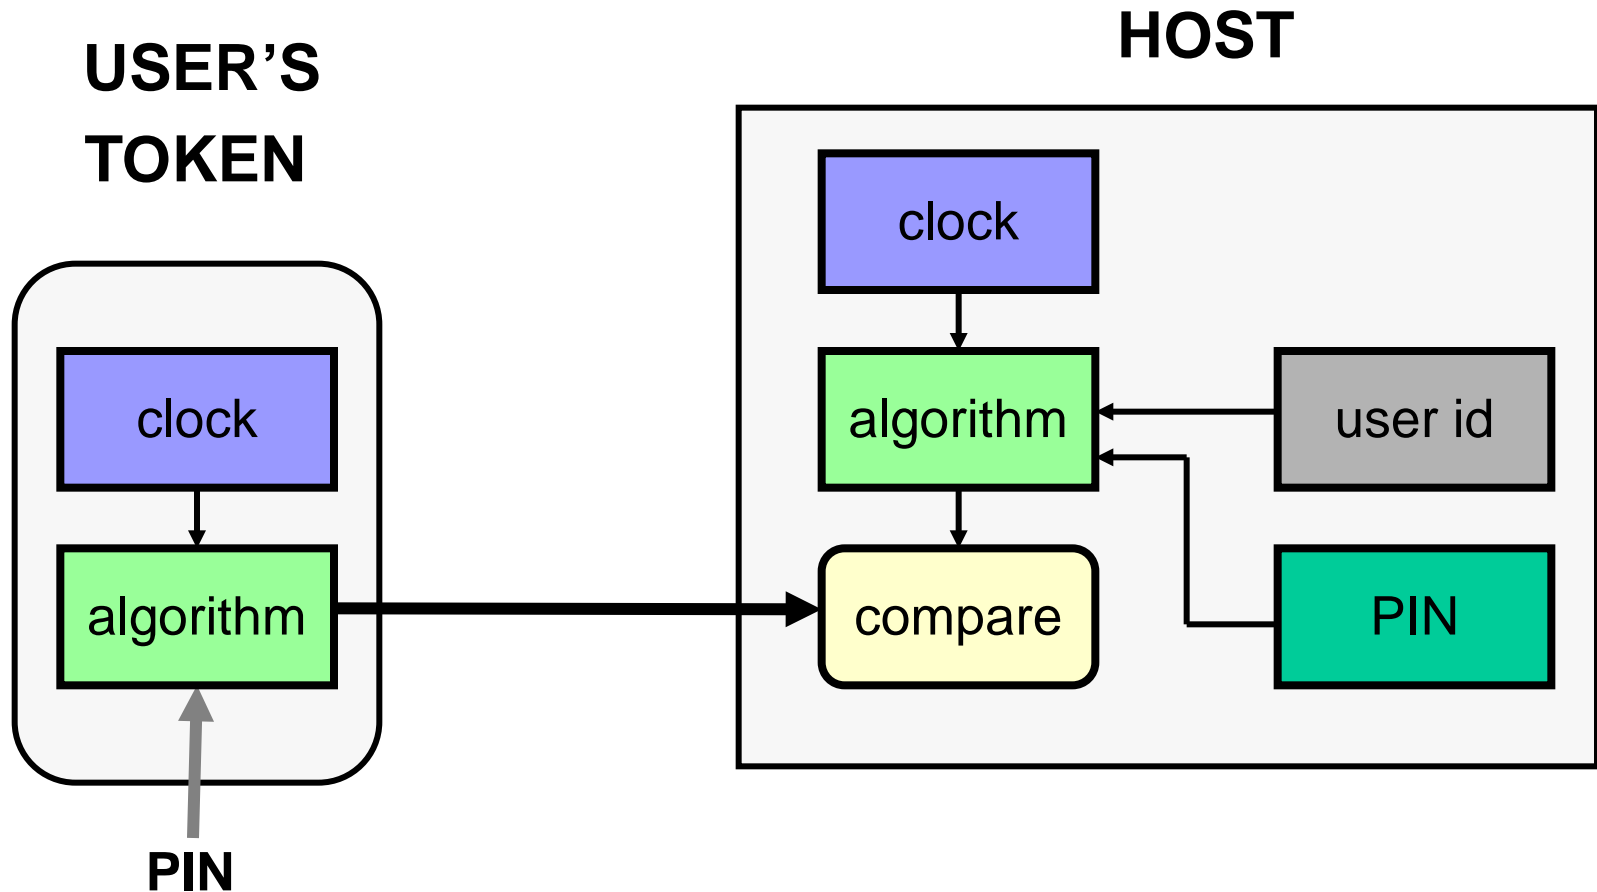 USER’S
TOKEN
clock
algorithm
PIN
HOST
clock
algorithm
user id
compare
PIN